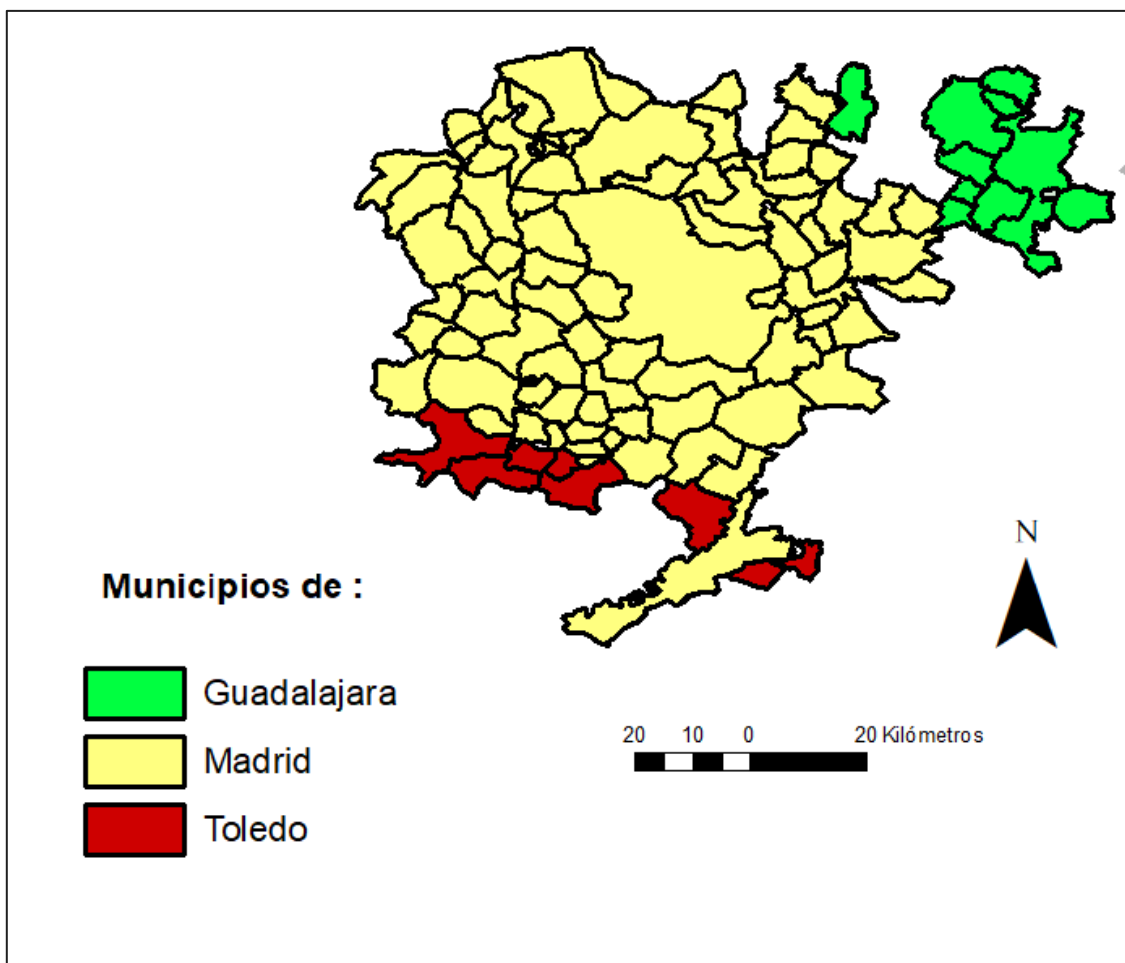 N
Municipios de :
Guadalajara
Madrid
Toledo
20 10 0 20 Kilómetros